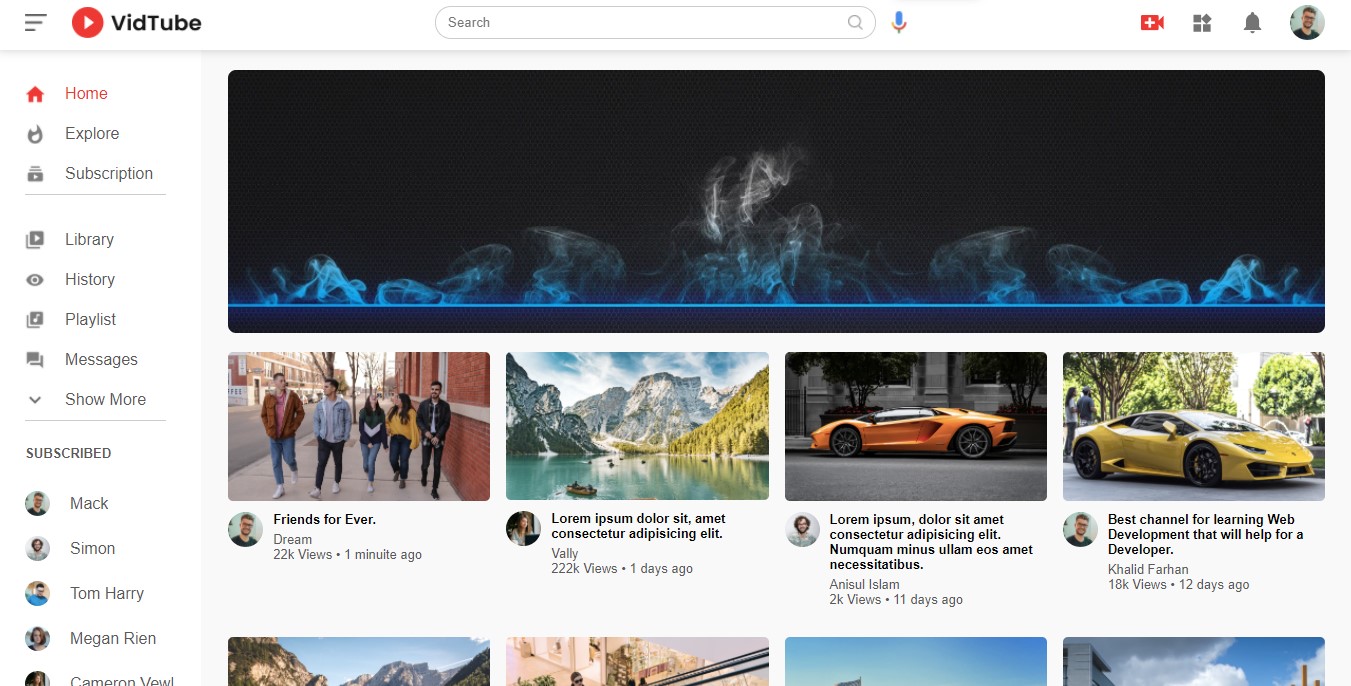 VidTube
Search
Home
Explore
Subscription
Library
History
Playlist
Messages
Show More
SUBSCRIBED
Mack
Simon
Tom Harry
Megan Rien
Cameron Vewl
Friends for Ever.
Dream
22k Views • 1 minuite ago
Lorem ipsum dolor sit, amet
consectetur adipisicing elit.
Vally
222k Views • 1 days ago
Lorem ipsum, dolor sit amet
consectetur adipisicing elit.
Numquam minus ullam eos amet
necessitatibus.
Anisul Islam
2k Views • 11 days ago
Best channel for learning Web
Development that will help for a
Developer.
Khalid Farhan
18k Views • 12 days ago